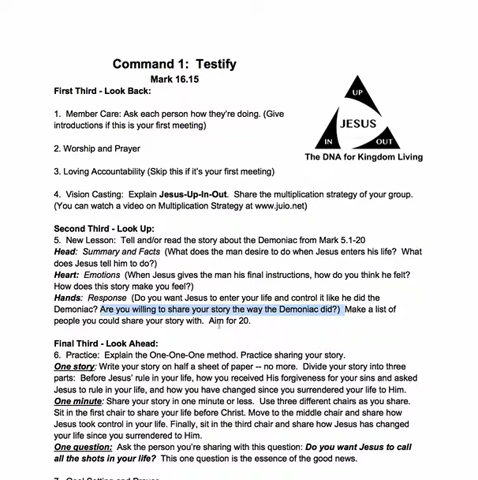 Command 1:  Testify
Mark 16.15
First Third - Look Back:
1.  Member Care: Ask each person how they're doing. (Give
introductions if this is your first meeting)
UP
JESUS
IN
OUT
The DNA for Kingdom Living
2. Worship and Prayer
3. Loving Accountability (Skip this if it's your first meeting)
4.  Vision Casting:  Explain Jesus-Up-In-Out.  Share the multiplication strategy of your group.
(You can watch a video on Multiplication Strategy at www.juio.net)
Second Third - Look Up:
5.  New Lesson:  Tell and/or read the story about the Demoniac from Mark 5.1-20
Head: Summary and Facts  (What does the man desire to do when Jesus enters his life?  What
does Jesus tell him to do?)
Heart:  Emotions  (When Jesus gives the man his final instructions, how do you think he felt?
How does this story make you feel?)
Hands:  Response  (Do you want Jesus to enter your life and control it like he did the
Demoniac? Are you willing to share your story the way the Demoniac did?)  Make a list of
people you could share your story with.  Aim for 20.
Final Third - Look Ahead:
6.  Practice:  Explain the One-One-One method. Practice sharing your story.
One story: Write your story on half a sheet of paper -- no more.  Divide your story into three
parts:  Before Jesus' rule in your life, how you received His forgiveness for your sins and asked
Jesus to rule in your life, and how you have changed since you surrendered your life to Him.
One minute:  Share your story in one minute or less.  Use three different chairs as you share.
Sit in the first chair to share your life before Christ.  Move to the middle chair and share how
Jesus took control in your life.  Finally, sit in the third chair and share how Jesus has changed
your life since you surrendered to Him.
One question:  Ask the person you're sharing with this question: Do you want Jesus to call
all the shots in your life?  This one question is the essence of the good news.